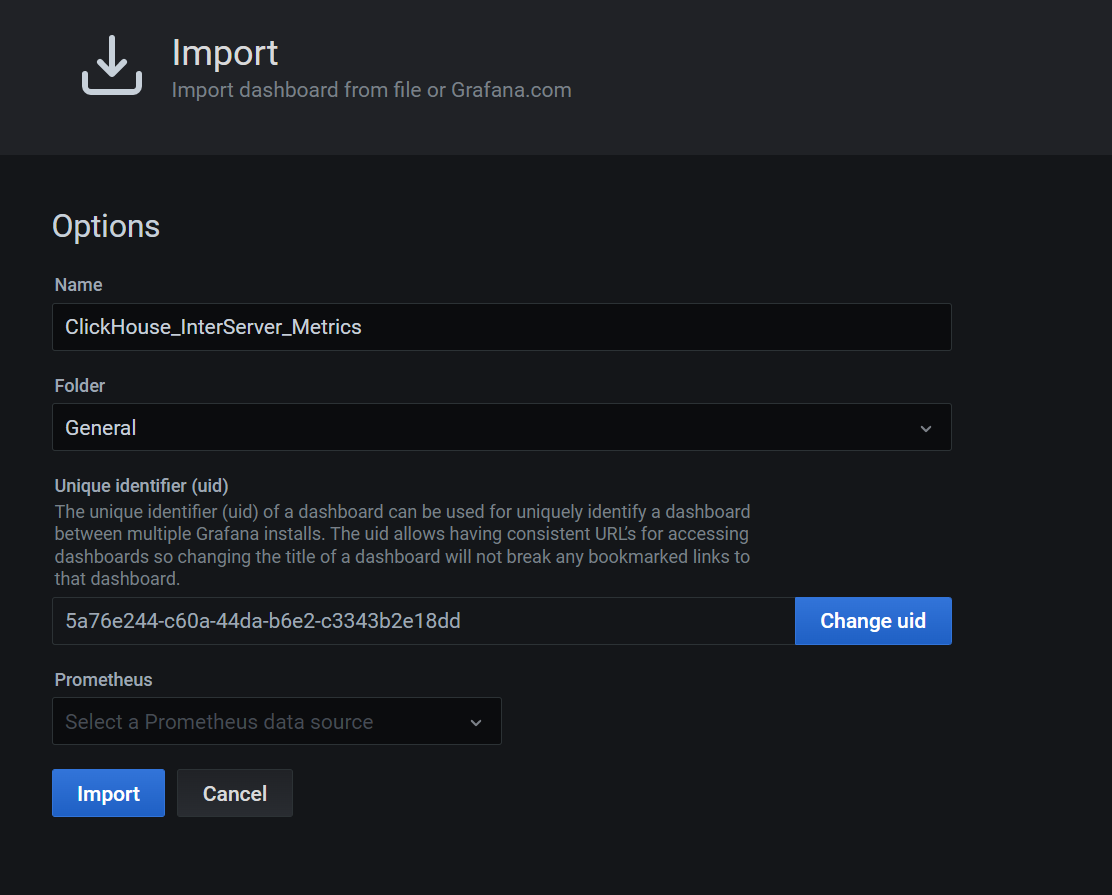 Import
Import dashboard from file or Grafana.com
Options
Name
ClickHouse_InterServer_Metrics
Folder
General
Unique identifier (uid)
The unique identifier (uid) of a dashboard can be used for uniquely identify a dashboard
between multiple Grafana installs. The uid allows having consistent URL’s for accessing
dashboards so changing the title of a dashboard will not break any bookmarked links to
that dashboard.
5a76e244-c60a-44da-b6e2-c3343b2e18dd
Change uid
Prometheus
Select a Prometheus data source
Import
Cancel